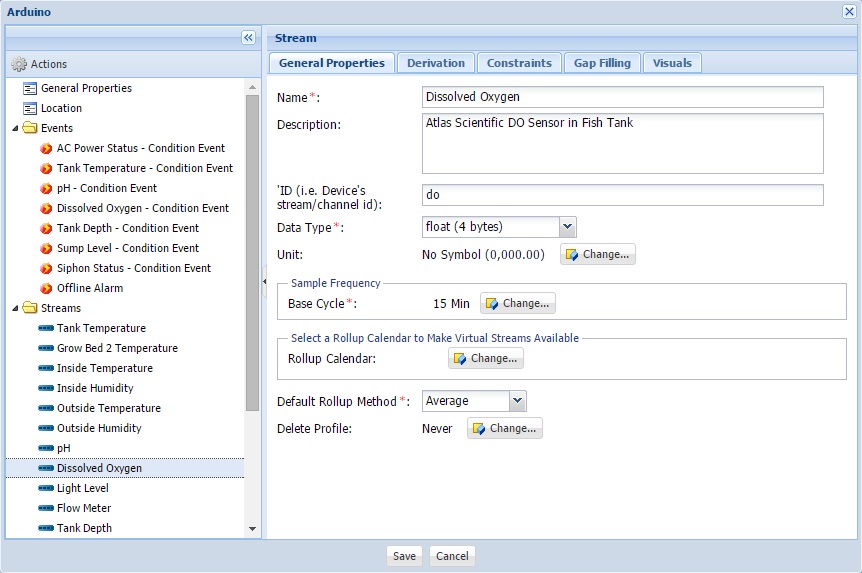 Arduino
Actions
General Properties
Location
Events
AC Power Status - Condition Event
Tank Temperature - Condition Event
pH - Condition Event
Dissolved Oxygen - Condition Event
Tank Depth - Condition Event
Sump Level - Condition Event
Siphon Status - Condition Event
Offline Alarm
Streams
Tank Temperature
Grow Bed 2 Temperature
Inside Temperature
Inside Humidity
Outside Temperature
Outside Humidity
pH
Dissolved Oxygen
Light Level
Flow Meter
Tank Depth
Stream
General Properties Derivation Constraints Gap Filling Visuals
Name*: Dissolved Oxygen
Description: Atlas Scientific DO Sensor in Fish Tank
'ID (i.e. Device's
stream/channel id): do
Data Type*: float (4 bytes)
Unit: No Symbol (0,000.00) Change...
Sample Frequency
Base Cycle*: 15 Min Change...
Select a Rollup Calendar to Make Virtual Streams Available
Rollup Calendar: Change...
Default Rollup Method*: Average
Delete Profile: Never Change...
Save Cancel